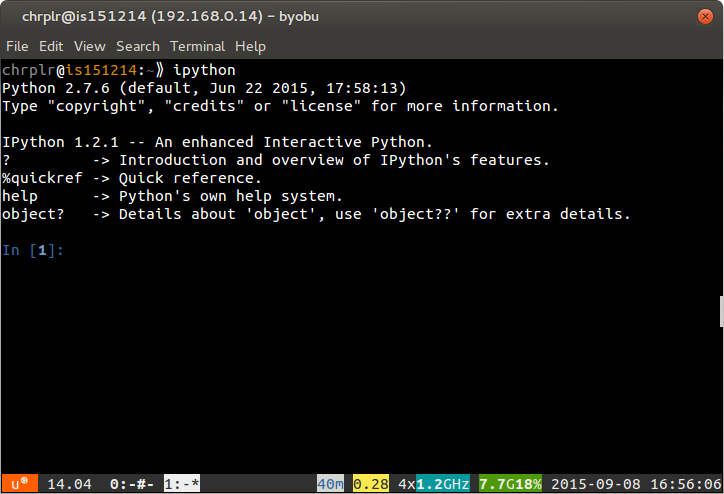 chrplr@is151214 (192.168.0.14) – byobu
File Edit View Search Terminal Help
chrplr@is151214:~⟫ ipython
Python 2.7.6 (default, Jun 22 2015, 17:58:13)
Type "copyright", "credits" or "license" for more information.
IPython 1.2.1 -- An enhanced Interactive Python.
?         -> Introduction and overview of IPython's features.
%quickref -> Quick reference.
help      -> Python's own help system.
object?   -> Details about 'object', use 'object??' for extra details.
In [1]:
u 14.04 0:-#- 1:-* 40m 0.28 4x1.2GHz 7.7G18% 2015-09-08 16:56:06